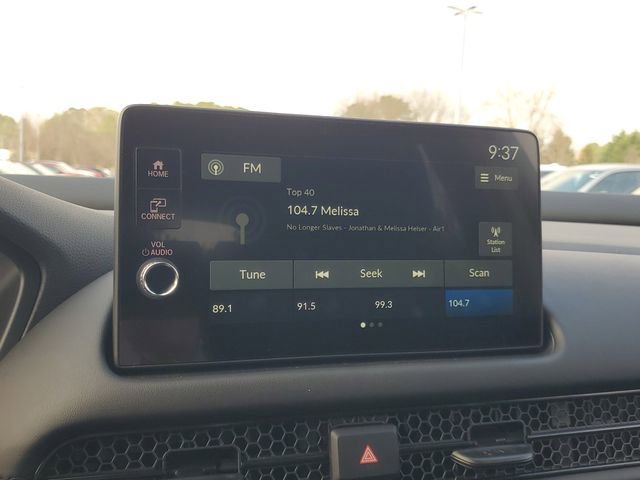 9:37
HOME
FM
Menu
Top 40
104.7 Melissa
CONNECT
No Longer Slaves - Jonathan & Melissa Helser - Air1
Station
List
VOL
AUDIO
Tune
Seek
Scan
89.1
91.5
99.3
104.7